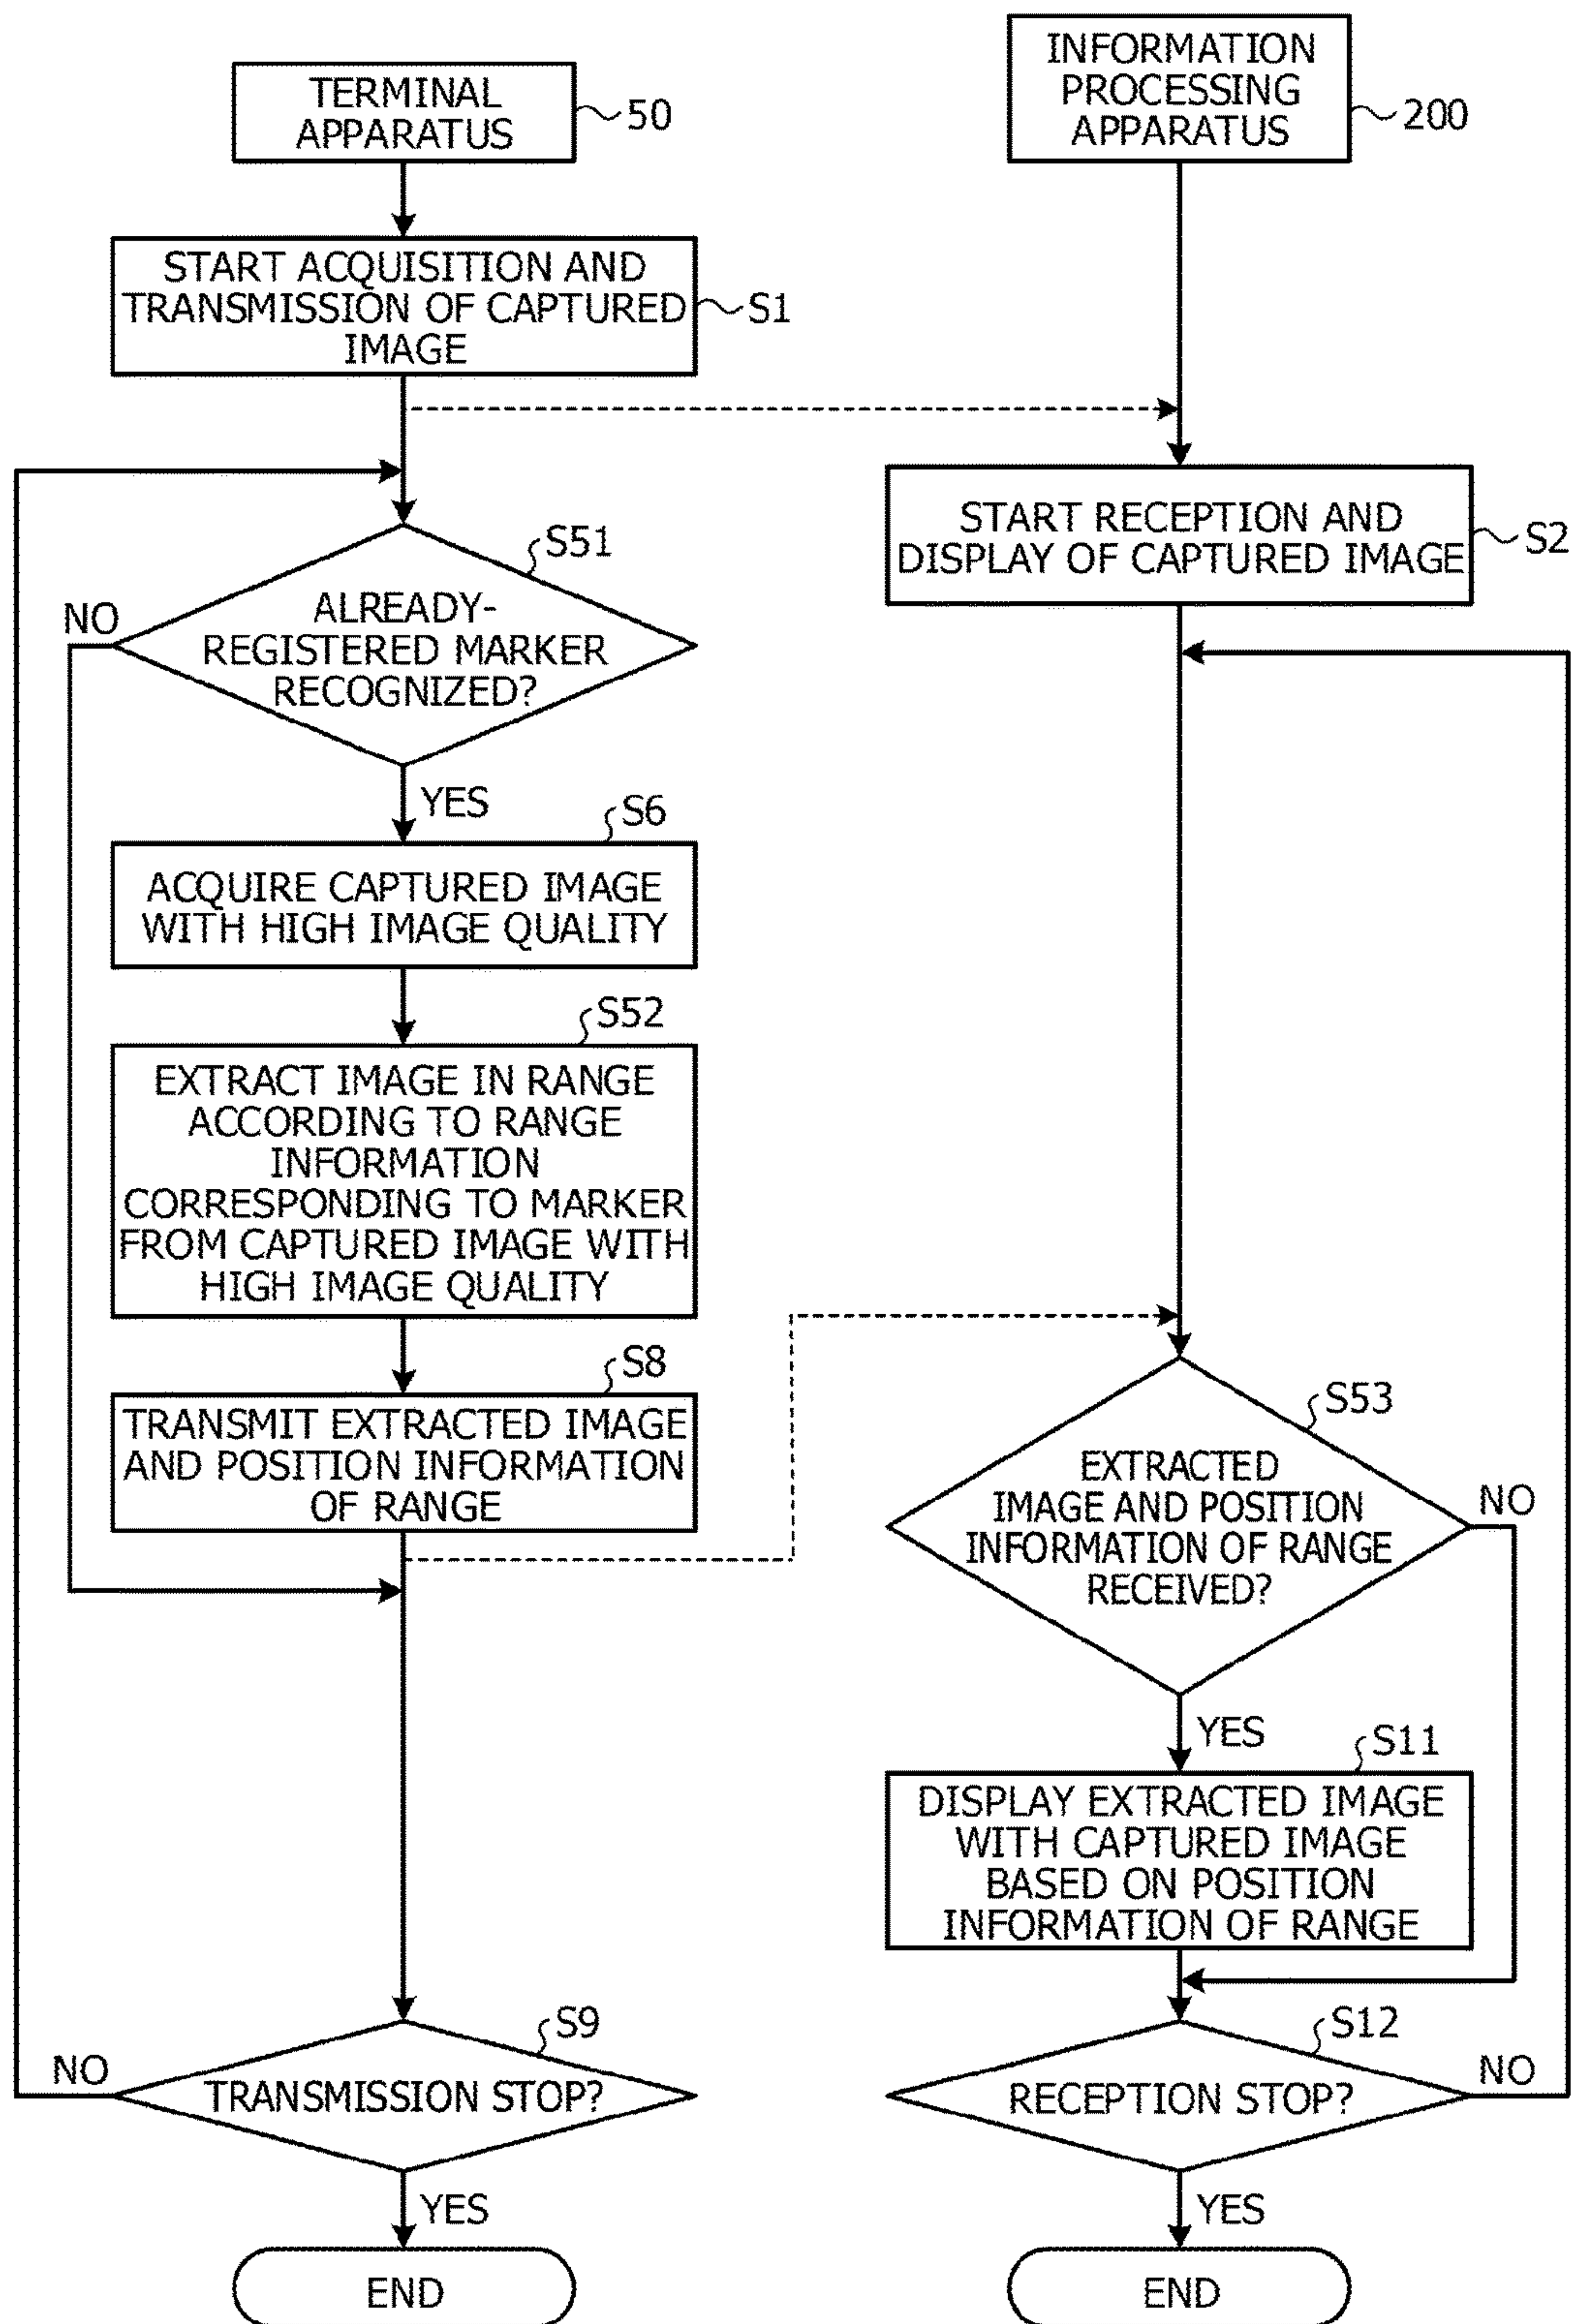 TERMINAL
APPARATUS
50
START ACQUISITION AND
TRANSMISSION OF CAPTURED
IMAGE
S1
S51
ALREADY-
REGISTERED MARKER
RECOGNIZED?
NO
YES
S6
ACQUIRE CAPTURED IMAGE
WITH HIGH IMAGE QUALITY
S52
EXTRACT IMAGE IN RANGE
ACCORDING TO RANGE
INFORMATION
CORRESPONDING TO MARKER
FROM CAPTURED IMAGE WITH
HIGH IMAGE QUALITY
S8
TRANSMIT EXTRACTED IMAGE
AND POSITION INFORMATION
OF RANGE
S9
TRANSMISSION STOP?
NO
YES
END
INFORMATION
PROCESSING
APPARATUS
200
START RECEPTION AND
DISPLAY OF CAPTURED IMAGE
S2
S53
EXTRACTED
IMAGE AND POSITION
INFORMATION OF RANGE
RECEIVED?
NO
YES
S11
DISPLAY EXTRACTED IMAGE
WITH CAPTURED IMAGE
BASED ON POSITION
INFORMATION OF RANGE
S12
RECEPTION STOP?
NO
YES
END